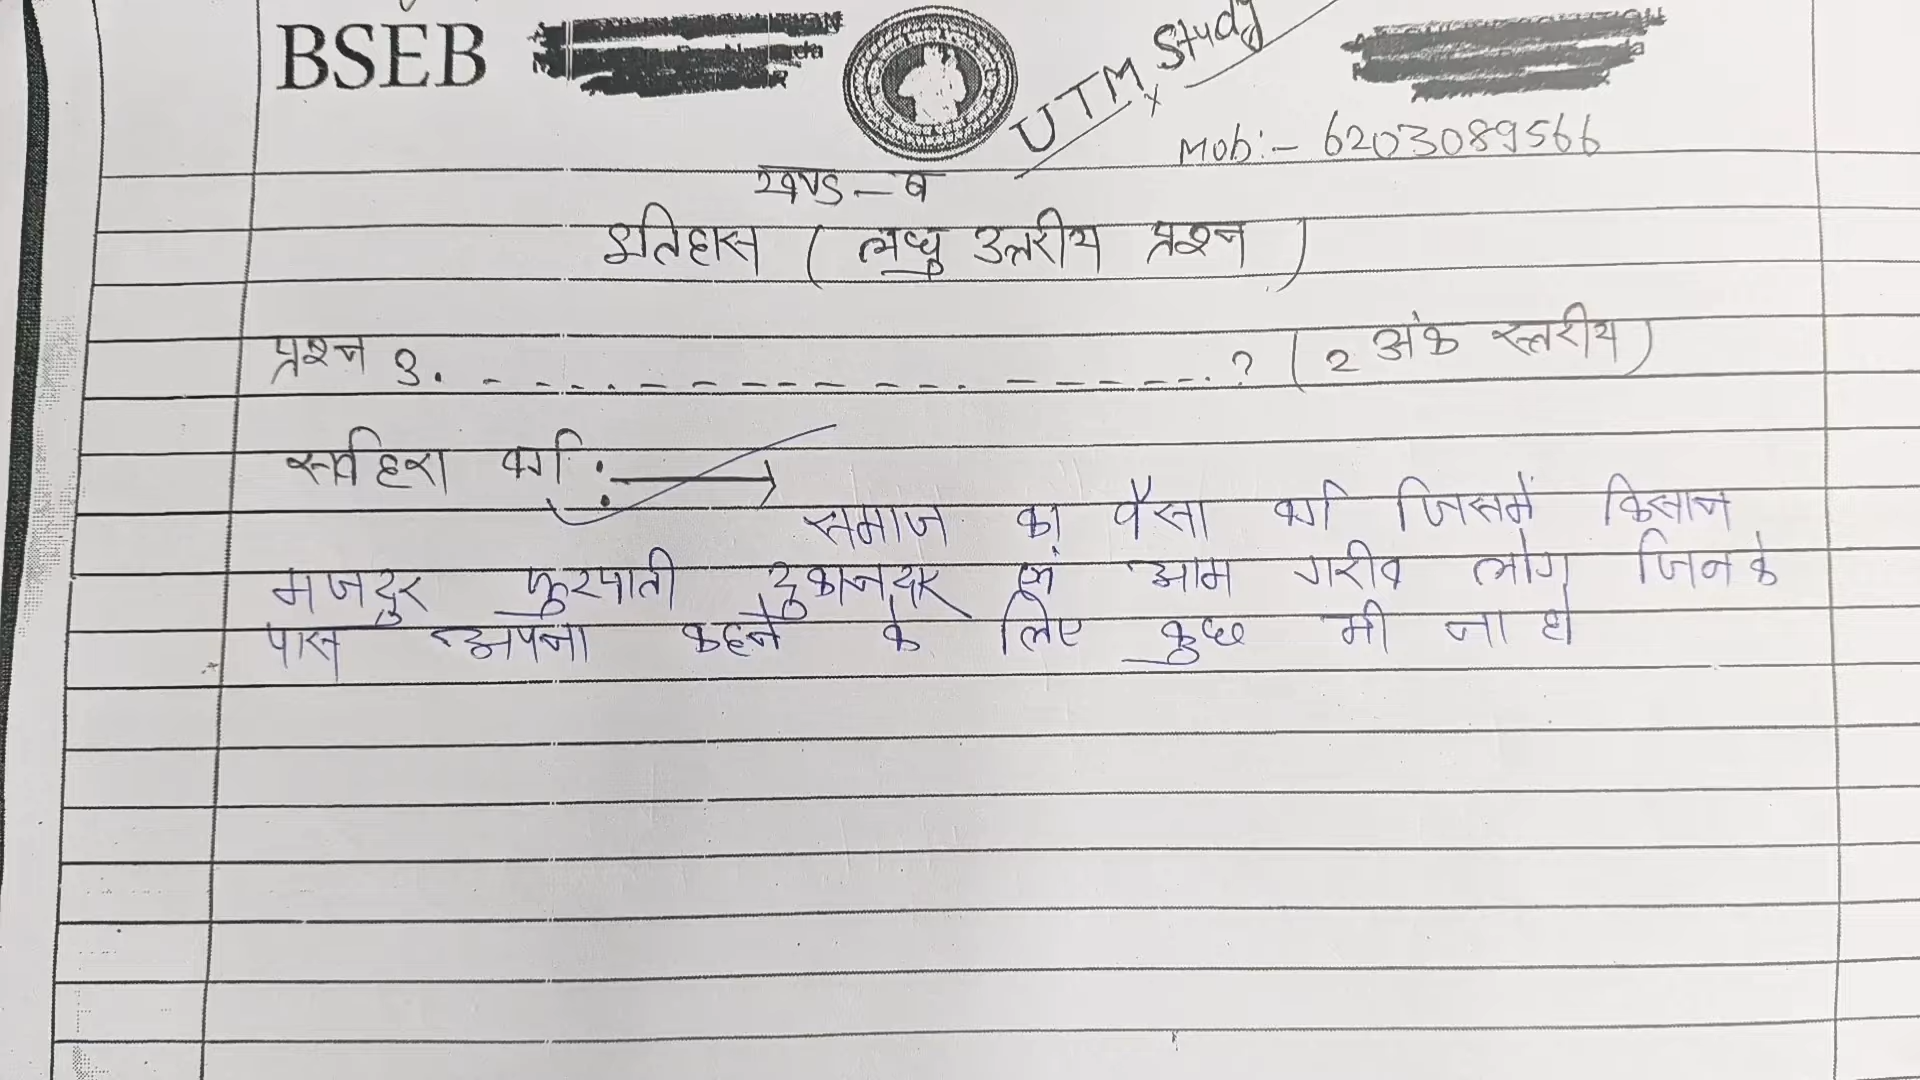 BSEB
UTM Study
Mob:- 6203089566
खण्ड - ब
इतिहास ( लघु उत्तरीय प्रश्न )
प्रश्न 3. ? ( 2 अंक स्तरीय )
सर्वहारा वर्ग :
समाज का वैसा वर्ग जिसमें किसान
मजदुर फुटपाती दुकानदार एवं आम गरीब लोग जिनके
पास अपना कहने के लिए कुछ भी ना हो